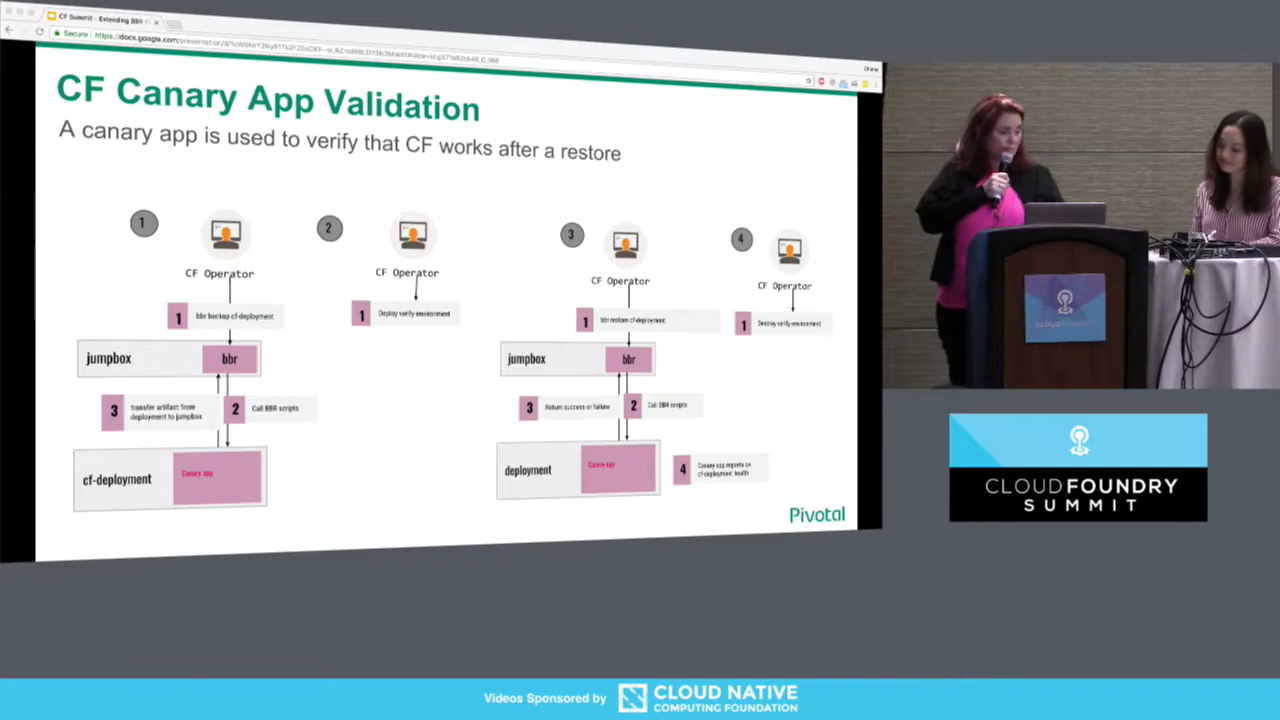 CF Summit - Extending BBR
Secure
https://docs.google.com/presentation/d/
CF Canary App Validation
A canary app is used to verify that CF works after a restore
1
CF Operator
1 bbr backup cf-deployment
jumpbox bbr
3 transfer artifact from
deployment to jumpbox
2 Call BBR scripts
cf-deployment Canary app
2
CF Operator
1 Deploy verify environment
3
CF Operator
1 bbr restore cf-deployment
jumpbox bbr
3 Return success or failure
2 Call BBR scripts
deployment Canary app
4 Canary app reports on
cf-deployment health
4
CF Operator
1 Destroy verify environment
Pivotal
CLOUD FOUNDRY
CLOUD FOUNDRY
SUMMIT
Videos Sponsored by
CLOUD NATIVE
COMPUTING FOUNDATION